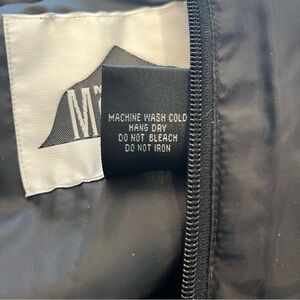 MACHINE WASH COLD
HANG DRY
DO NOT BLEACH
DO NOT IRON